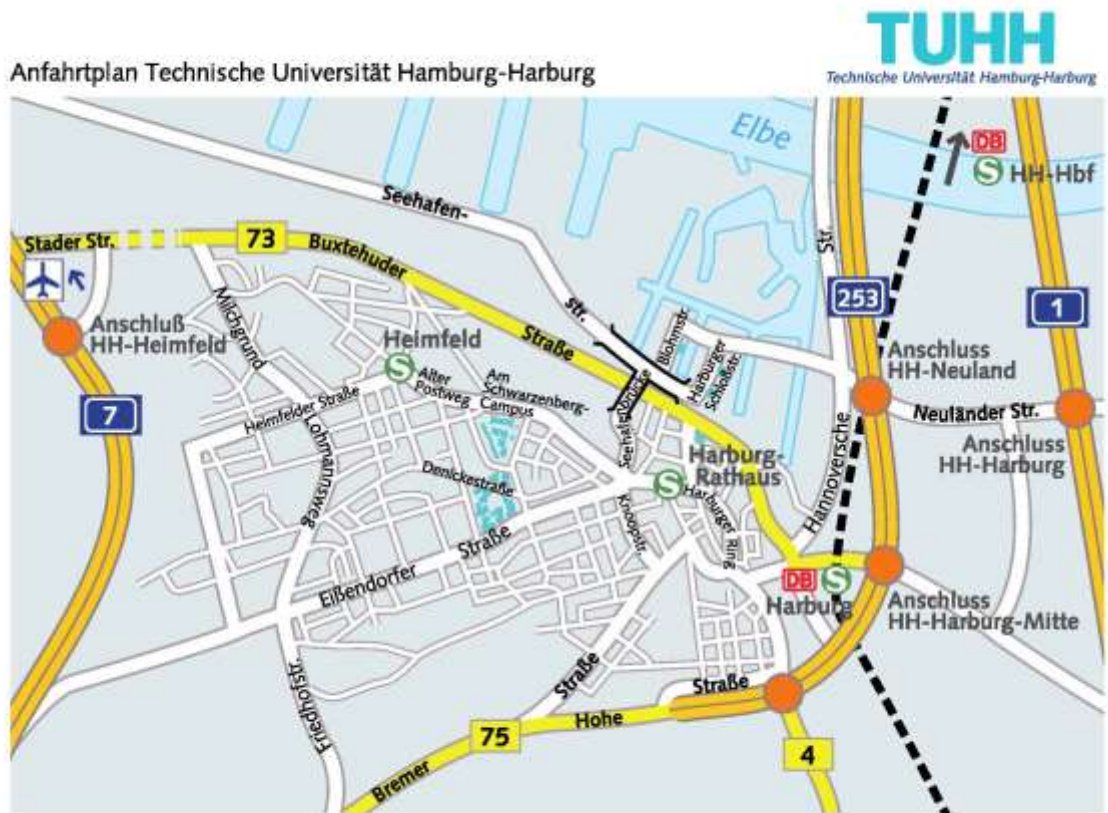 TUHH
Technische Universität Hamburg-Harburg
Anfahrtplan Technische Universität Hamburg-Harburg
Elbe
DB
S HH-Hbf
Seehafen-
Stader Str.
73
Buxtehuder
Str.
Milchgrund
str.
253
1
Anschluß
HH-Heimfeld
Heimfeld
S
Straße
Blohmstr.
Harburger
Schloßstr.
Anschluss
HH-Neuland
7
Heimfelder Straße
Alter
Postweg
Am
Schwarzenberg-
Campus
Seehafenbrücke
Neuländer Str.
Lohmannsweg
Denickestraße
Harburg-
Rathaus
S
Hannoversche
Anschluss
HH-Harburg
Knoopstr.
Harburger Ring
Eißendorfer
Straße
DB S
Harburg
Anschluss
HH-Harburg-Mitte
Friedhofstr.
Straße
Straße
Hohe
75
4
Bremer